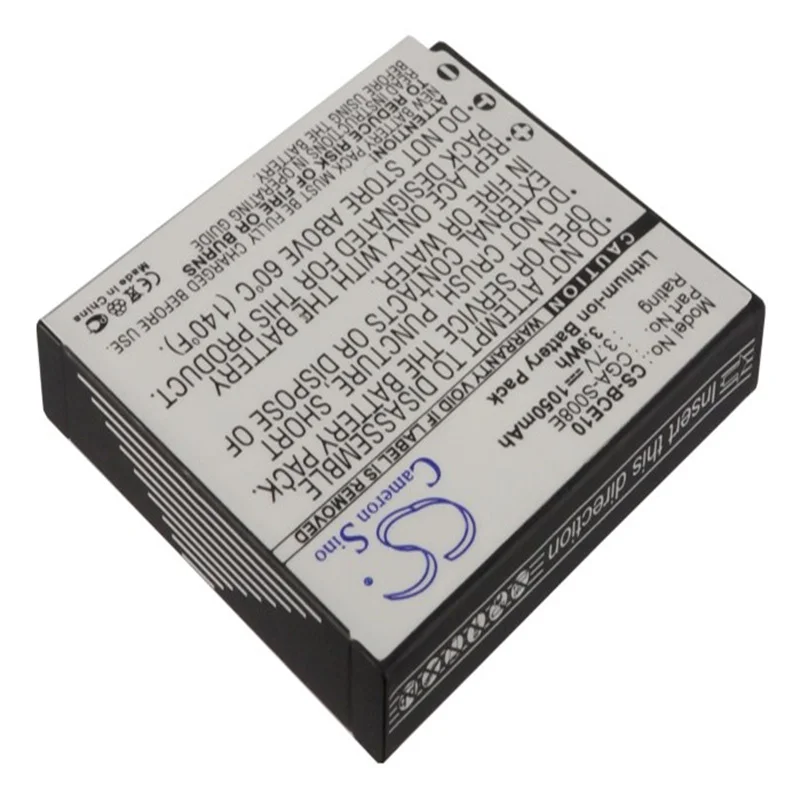 Cameron Sino
Model No.: CS-BCE10
Part No.: CGA-S008E
Rating: 3.7V 1050mAh
3.9Wh
Lithium-Ion Battery Pack
CAUTION WARRANTY VOID IF LABEL IS REMOVED
•DO NOT ATTEMPT TO DISASSEMBLE
OPEN OR SERVICE BATTERY PACK.
•DO NOT CRUSH, PUNCTURE, SHORT
EXTERNAL CONTACTS OR DISPOSE OF
IN FIRE OR WATER.
REPLACE ONLY WITH THE BATTERY
PACK DESIGNATED FOR THIS PRODUCT.
•DO NOT STORE ABOVE 60°C (140°F).
ATTENTION:
NEW BATTERY PACK MUST BE FULLY CHARGED BEFORE USE.
TO REDUCE RISK OF FIRE OR BURNS
READ INSTRUCTIONS IN OPERATING GUIDE
BEFORE USING THE BATTERY.
Made in China
CE
– T +
Insert this direction